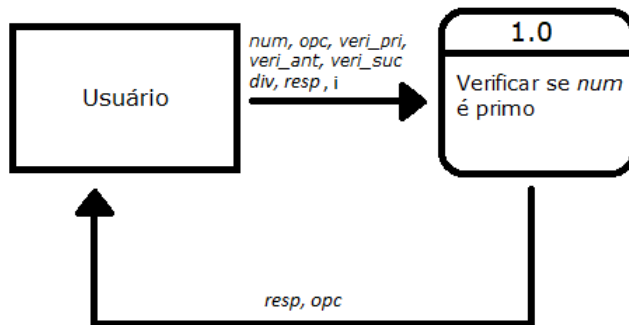 Usuário
num, opc, veri_pri,
veri_ant, veri_suc
div, resp , i
1.0
Verificar se num
é primo
resp, opc